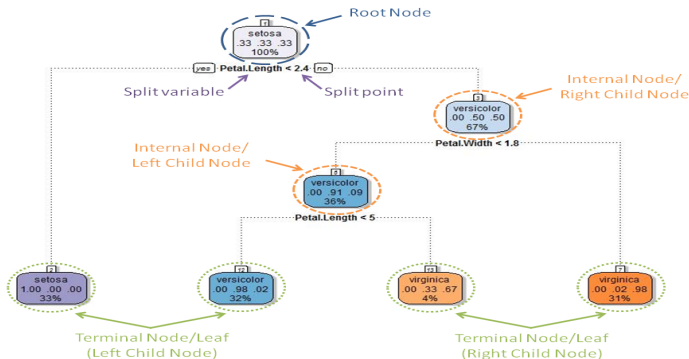 Root Node
1
setosa
.33 .33 .33
100%
yes Petal.Length < 2.4 no
Split variable
Split point
Internal Node/
Right Child Node
3
versicolor
.00 .50 .50
67%
Petal.Width < 1.8
Internal Node/
Left Child Node
6
versicolor
.00 .91 .09
36%
Petal.Length < 5
2
setosa
1.00 .00 .00
33%
12
versicolor
.00 .98 .02
32%
13
virginica
.00 .33 .67
4%
7
virginica
.00 .02 .98
31%
Terminal Node/Leaf
(Left Child Node)
Terminal Node/Leaf
(Right Child Node)